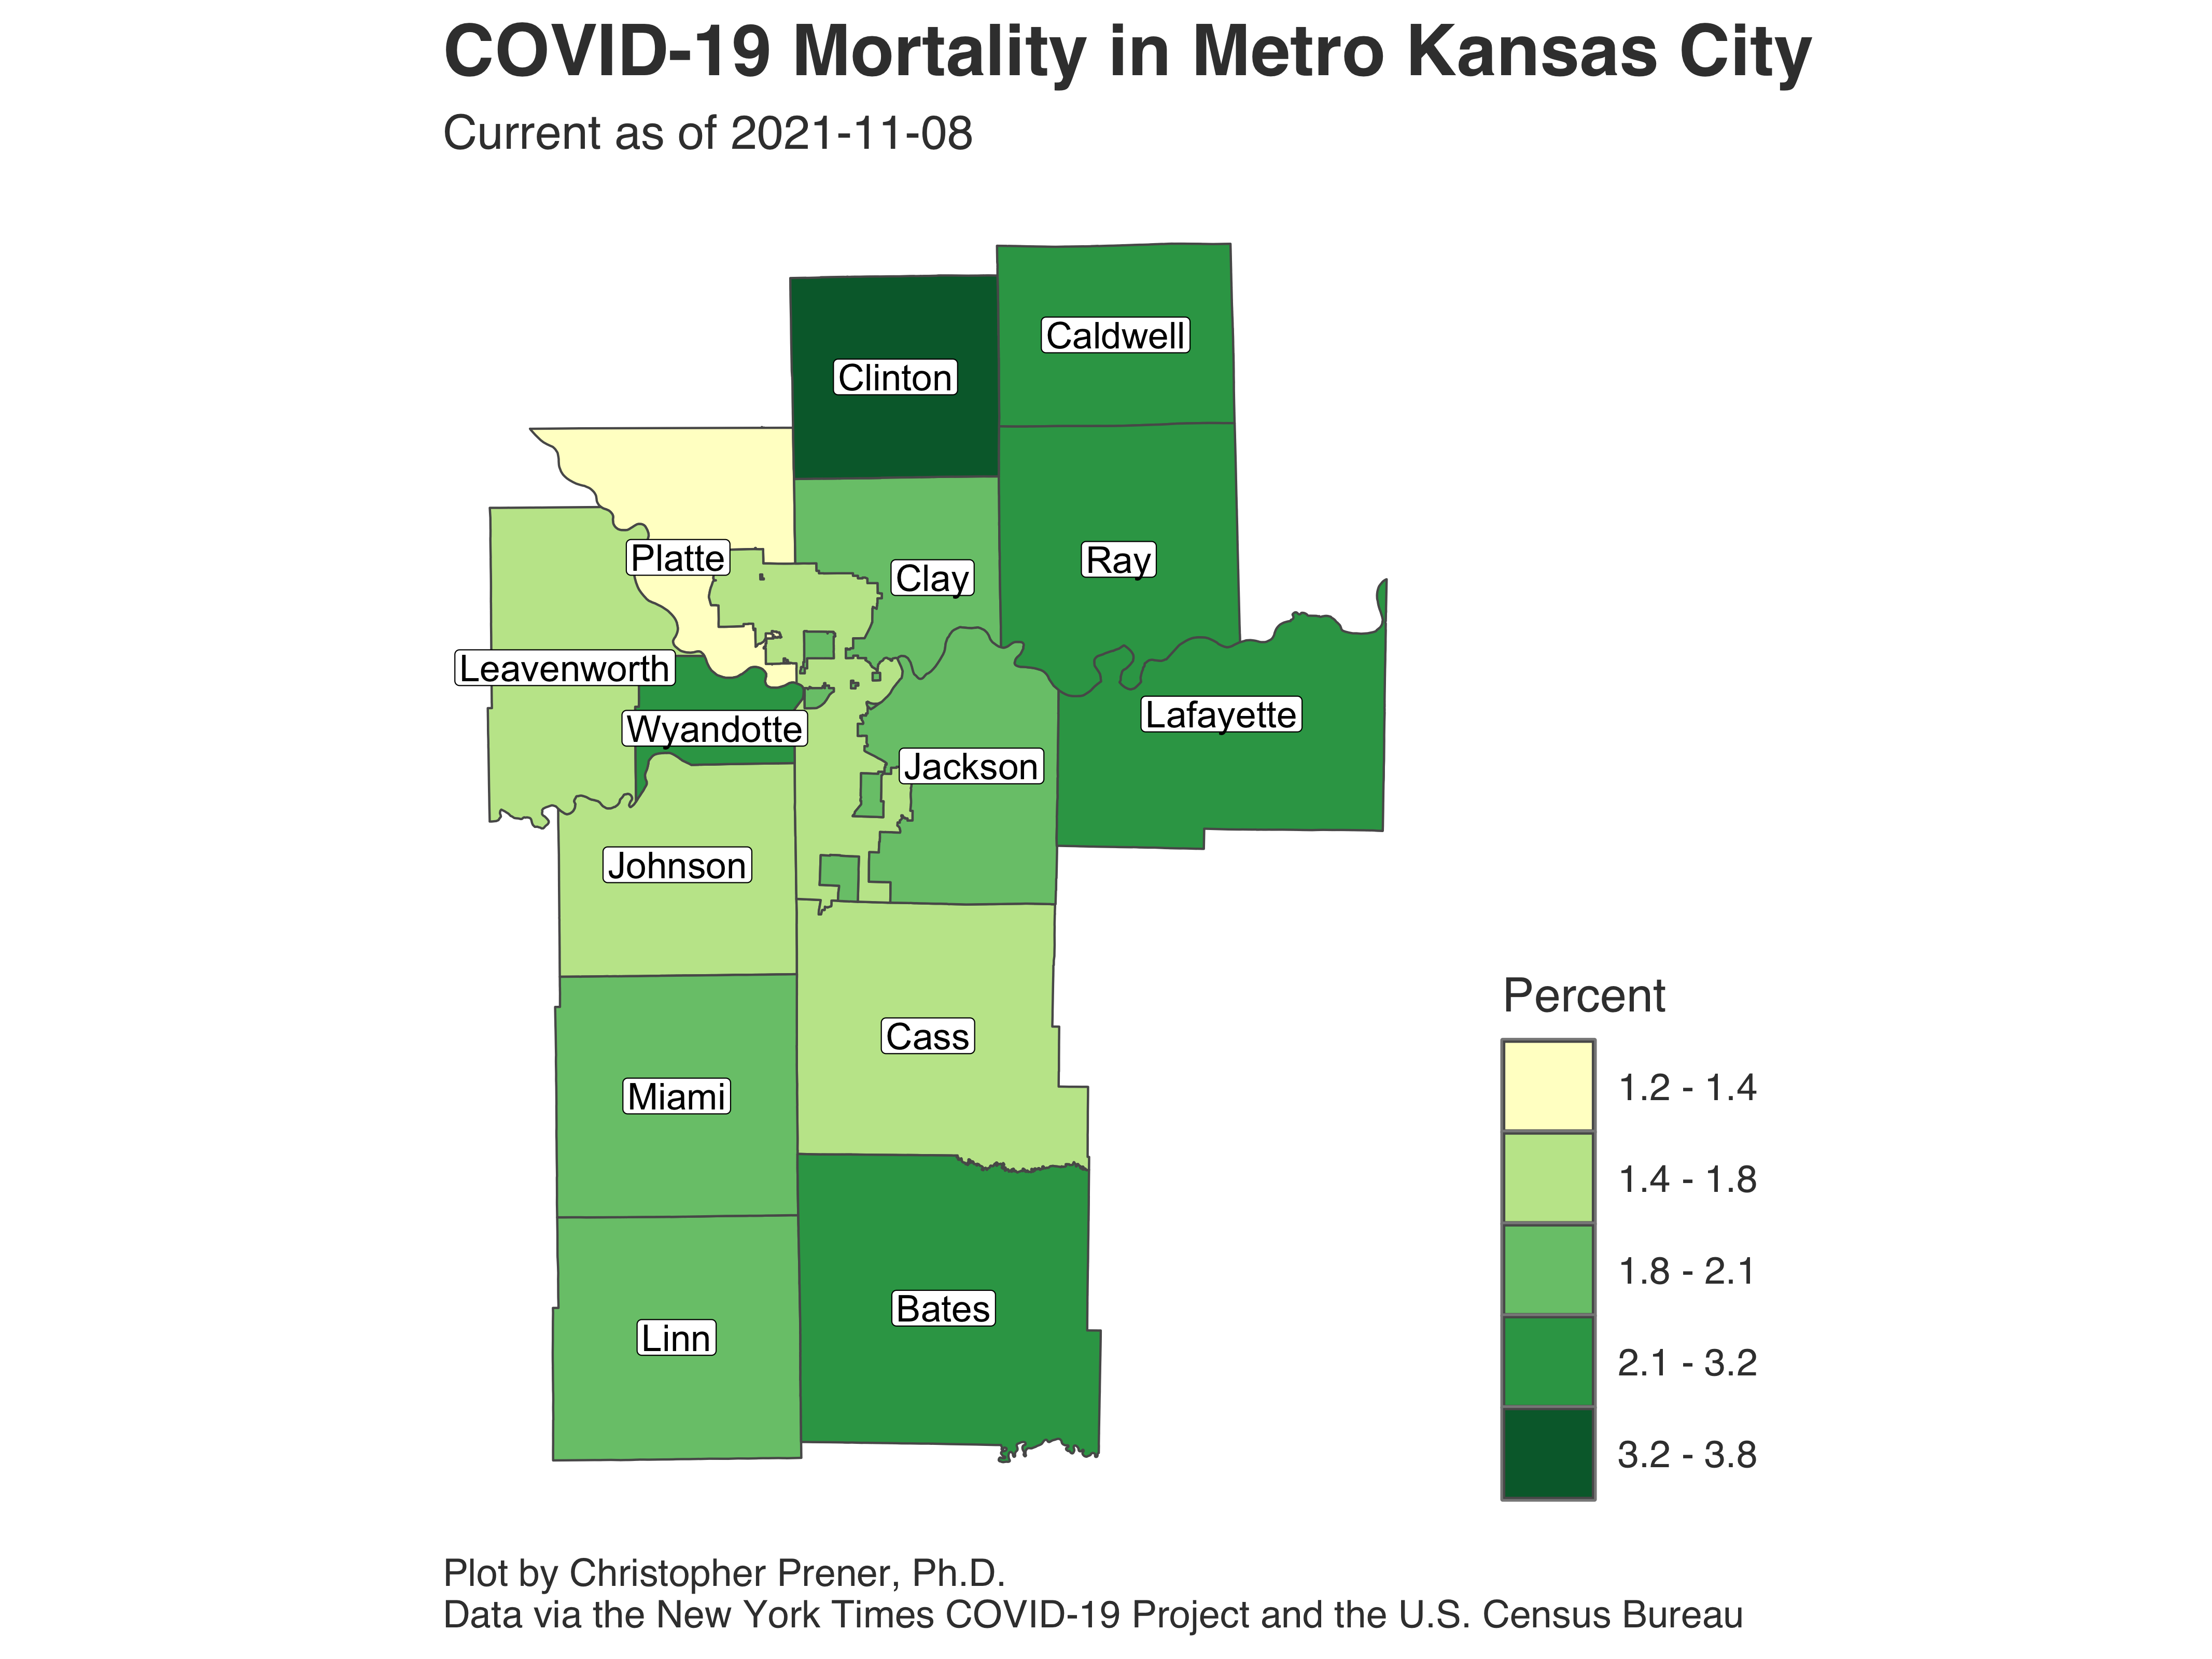 COVID-19 Mortality in Metro Kansas City
Current as of 2021-11-08
Caldwell
Clinton
Platte
Clay
Ray
Leavenworth
Wyandotte
Lafayette
Jackson
Johnson
Cass
Miami
Bates
Linn
Percent
1.2 - 1.4
1.4 - 1.8
1.8 - 2.1
2.1 - 3.2
3.2 - 3.8
Plot by Christopher Prener, Ph.D.
Data via the New York Times COVID-19 Project and the U.S. Census Bureau